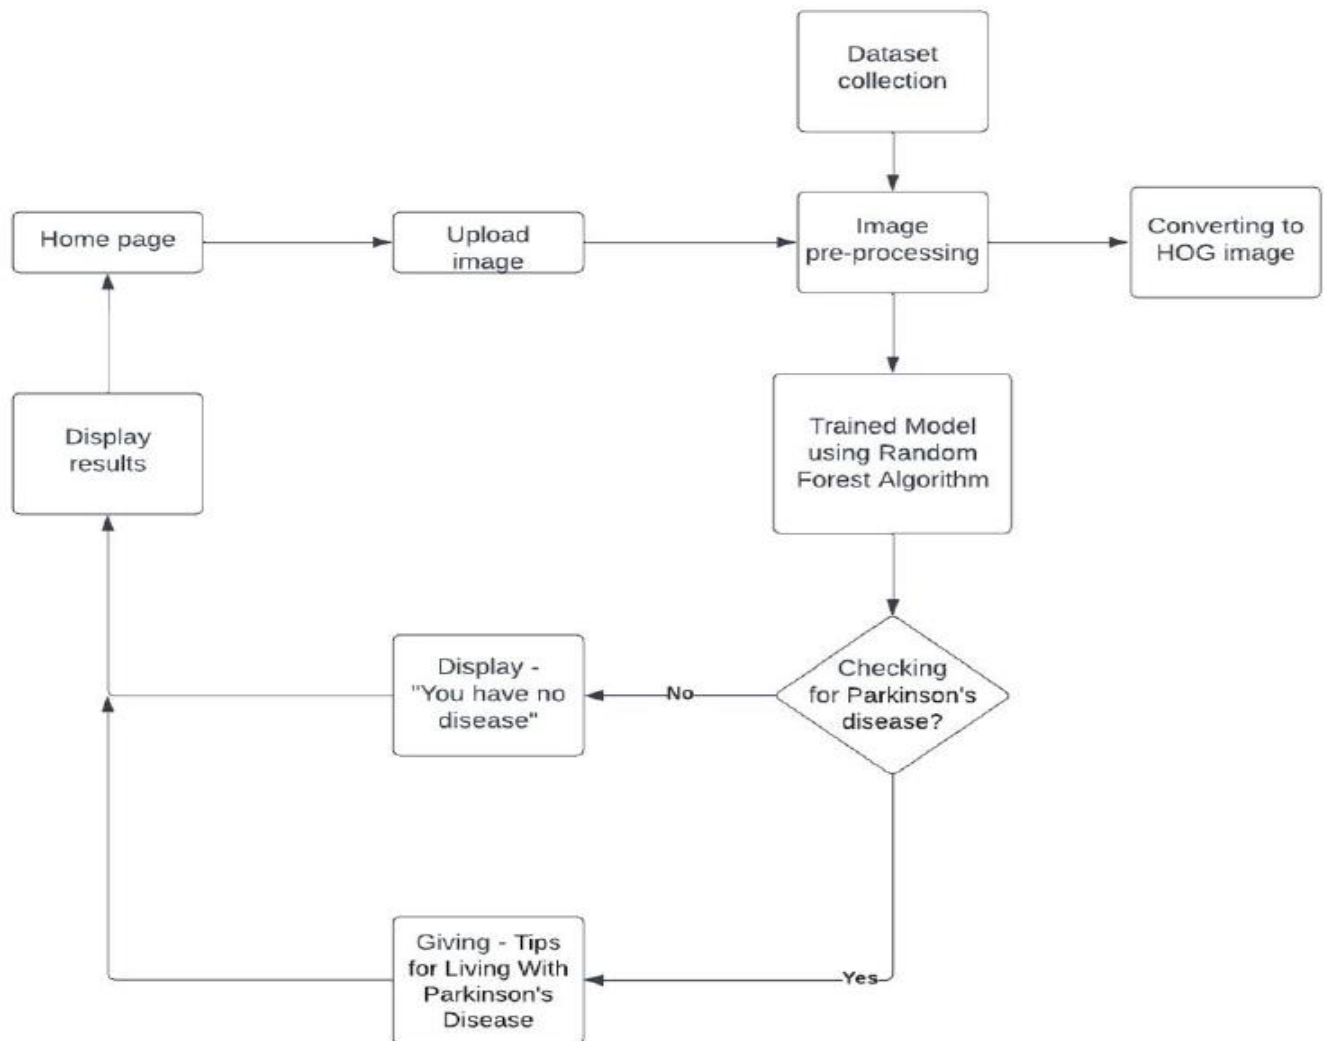 Dataset
collection
Home page
Upload
image
Image
pre-processing
Converting to
HOG image
Display
results
Trained Model
using Random
Forest Algorithm
Display -
"You have no
disease"
No
Checking
for Parkinson's
disease?
Giving - Tips
for Living With
Parkinson's
Disease
Yes